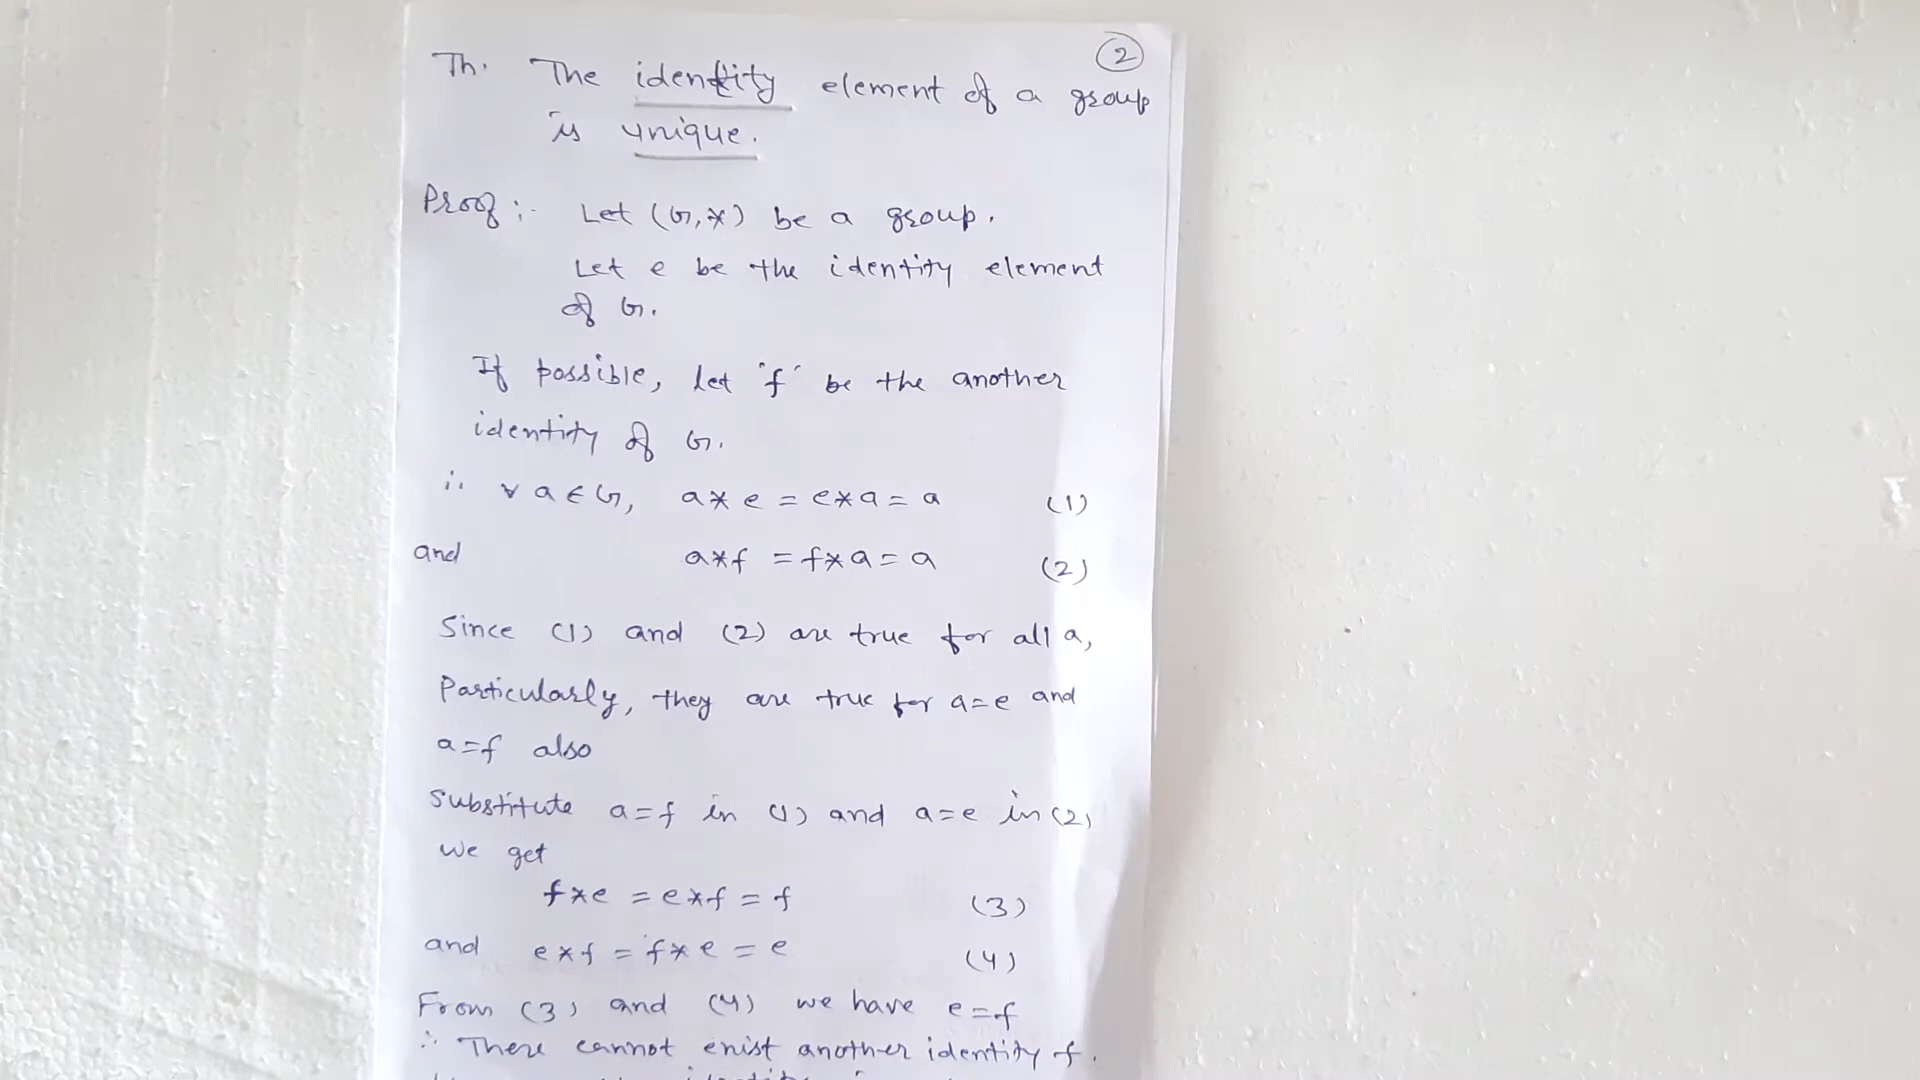 2
Th. The identity element of a group
is unique.
Proof :- Let (G, *) be a group.
Let e be the identity element
of G.
If possible, let 'f' be the another
identity of G.
∴ ∀ a ∈ G, a * e = e * a = a (1)
and a * f = f * a = a (2)
Since (1) and (2) are true for all a,
Particularly, they are true for a = e and
a = f also
Substitute a = f in (1) and a = e in (2)
we get
f * e = e * f = f (3)
and e * f = f * e = e (4)
From (3) and (4) we have e = f
∴ There cannot exist another identity f.